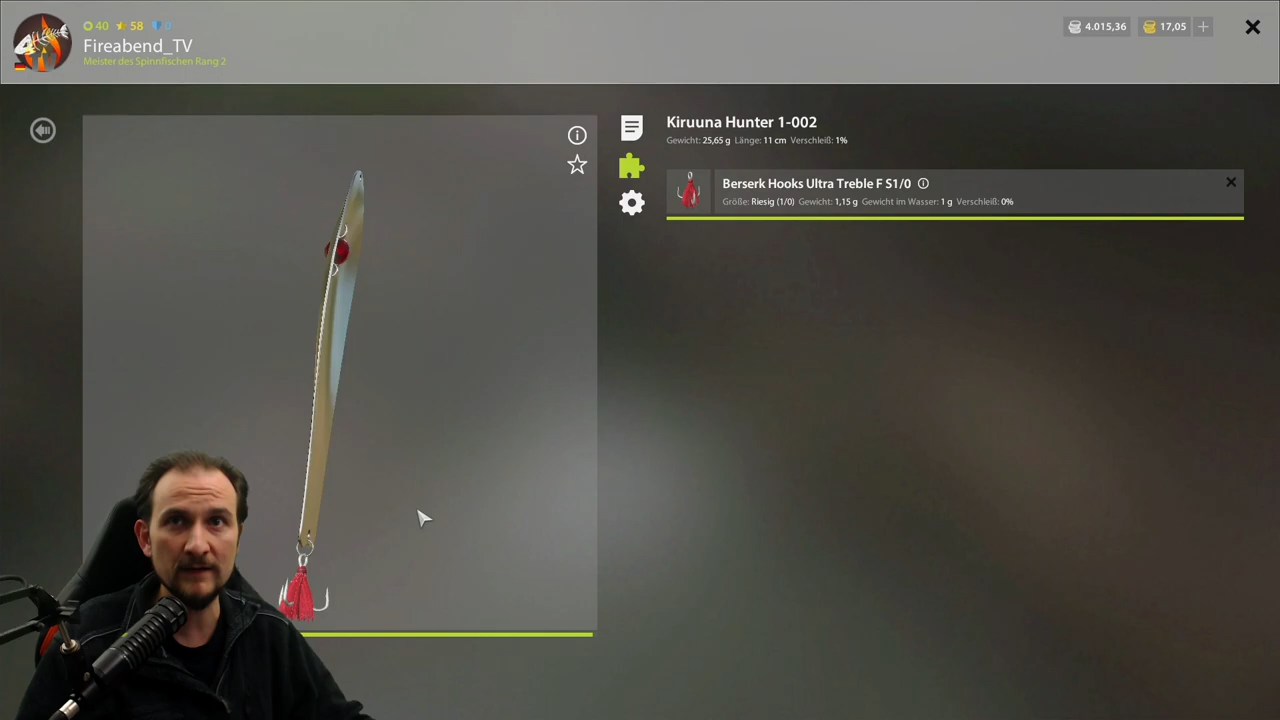 40 58 0
Fireabend_TV
Meister des Spinnfischen Rang 2
4.015,36 17,05 +
Kiruuna Hunter 1-002
Gewicht: 25,65 g Länge: 11 cm Verschleiß: 1%
Berserk Hooks Ultra Treble F S1/0
Größe: Riesig (1/0) Gewicht: 1,15 g Gewicht im Wasser: 1 g Verschleiß: 0%